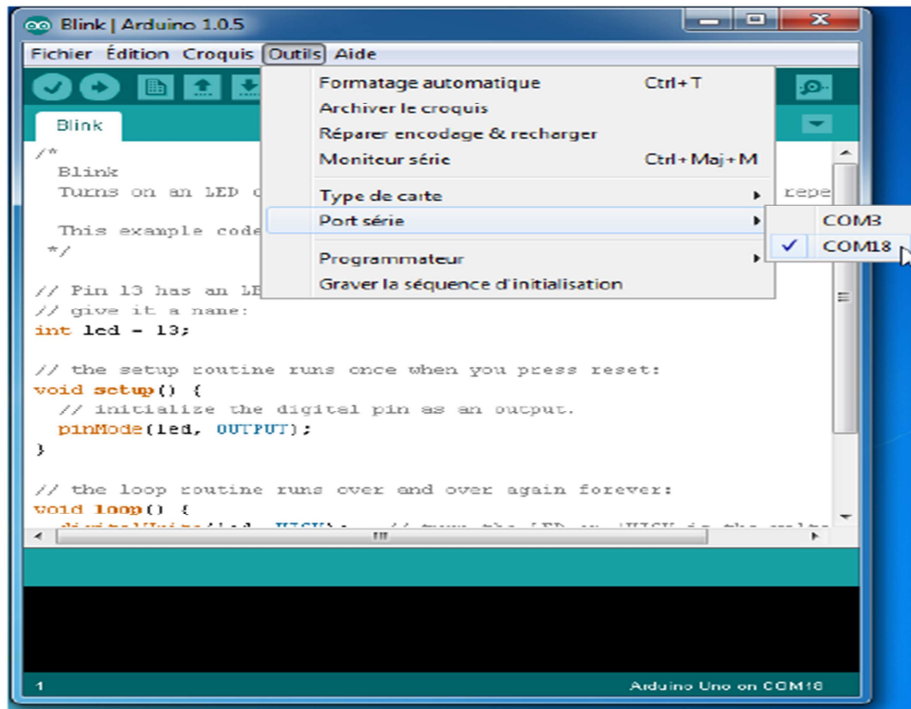 Blink | Arduino 1.0.5
Fichier Édition Croquis Outils Aide
Formatage automatique Ctrl+T
Archiver le croquis
Réparer encodage & recharger
Moniteur série Ctrl+Maj+M
Type de carte
Port série
COM3
COM18
Programmateur
Graver la séquence d'initialisation
Blink
/*
Blink
Turns on an LED
repe
This example code
*/
// Pin 13 has an LE
// give it a name:
int led = 13;
// the setup routine runs once when you press reset:
void setup() {
// initialize the digital pin as an output.
pinMode(led, OUTPUT);
}
// the loop routine runs over and over again forever:
void loop() {
1
Arduino Uno on COM18